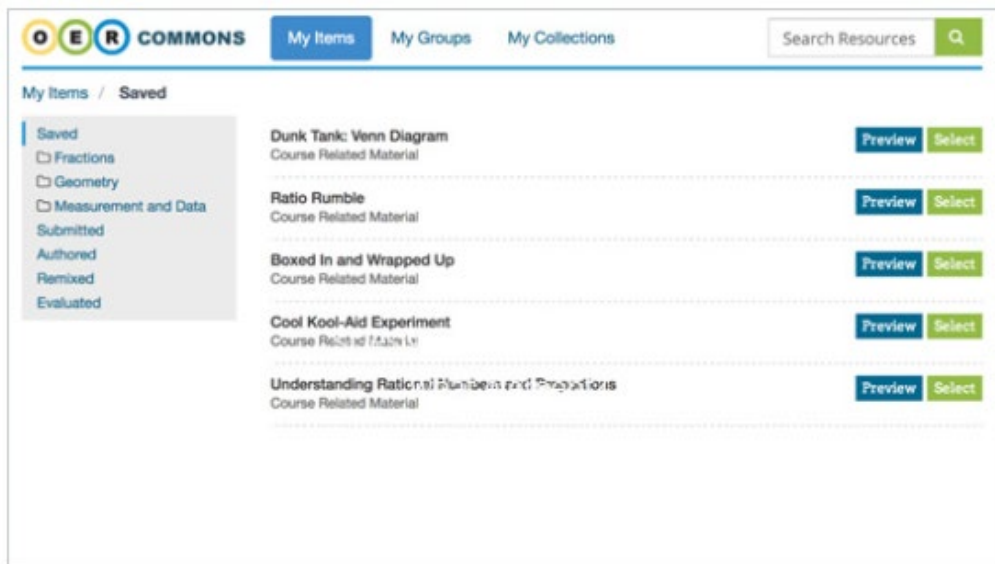 OER COMMONS My Items My Groups My Collections Search Resources
My Items / Saved
Saved
Fractions
Geometry
Measurement and Data
Submitted
Authored
Remixed
Evaluated
Dunk Tank: Venn Diagram Preview Select
Course Related Material
Ratio Rumble Preview Select
Course Related Material
Boxed In and Wrapped Up Preview Select
Course Related Material
Cool Kool-Aid Experiment Preview Select
Course
Understanding Preview Select
Course Related Material